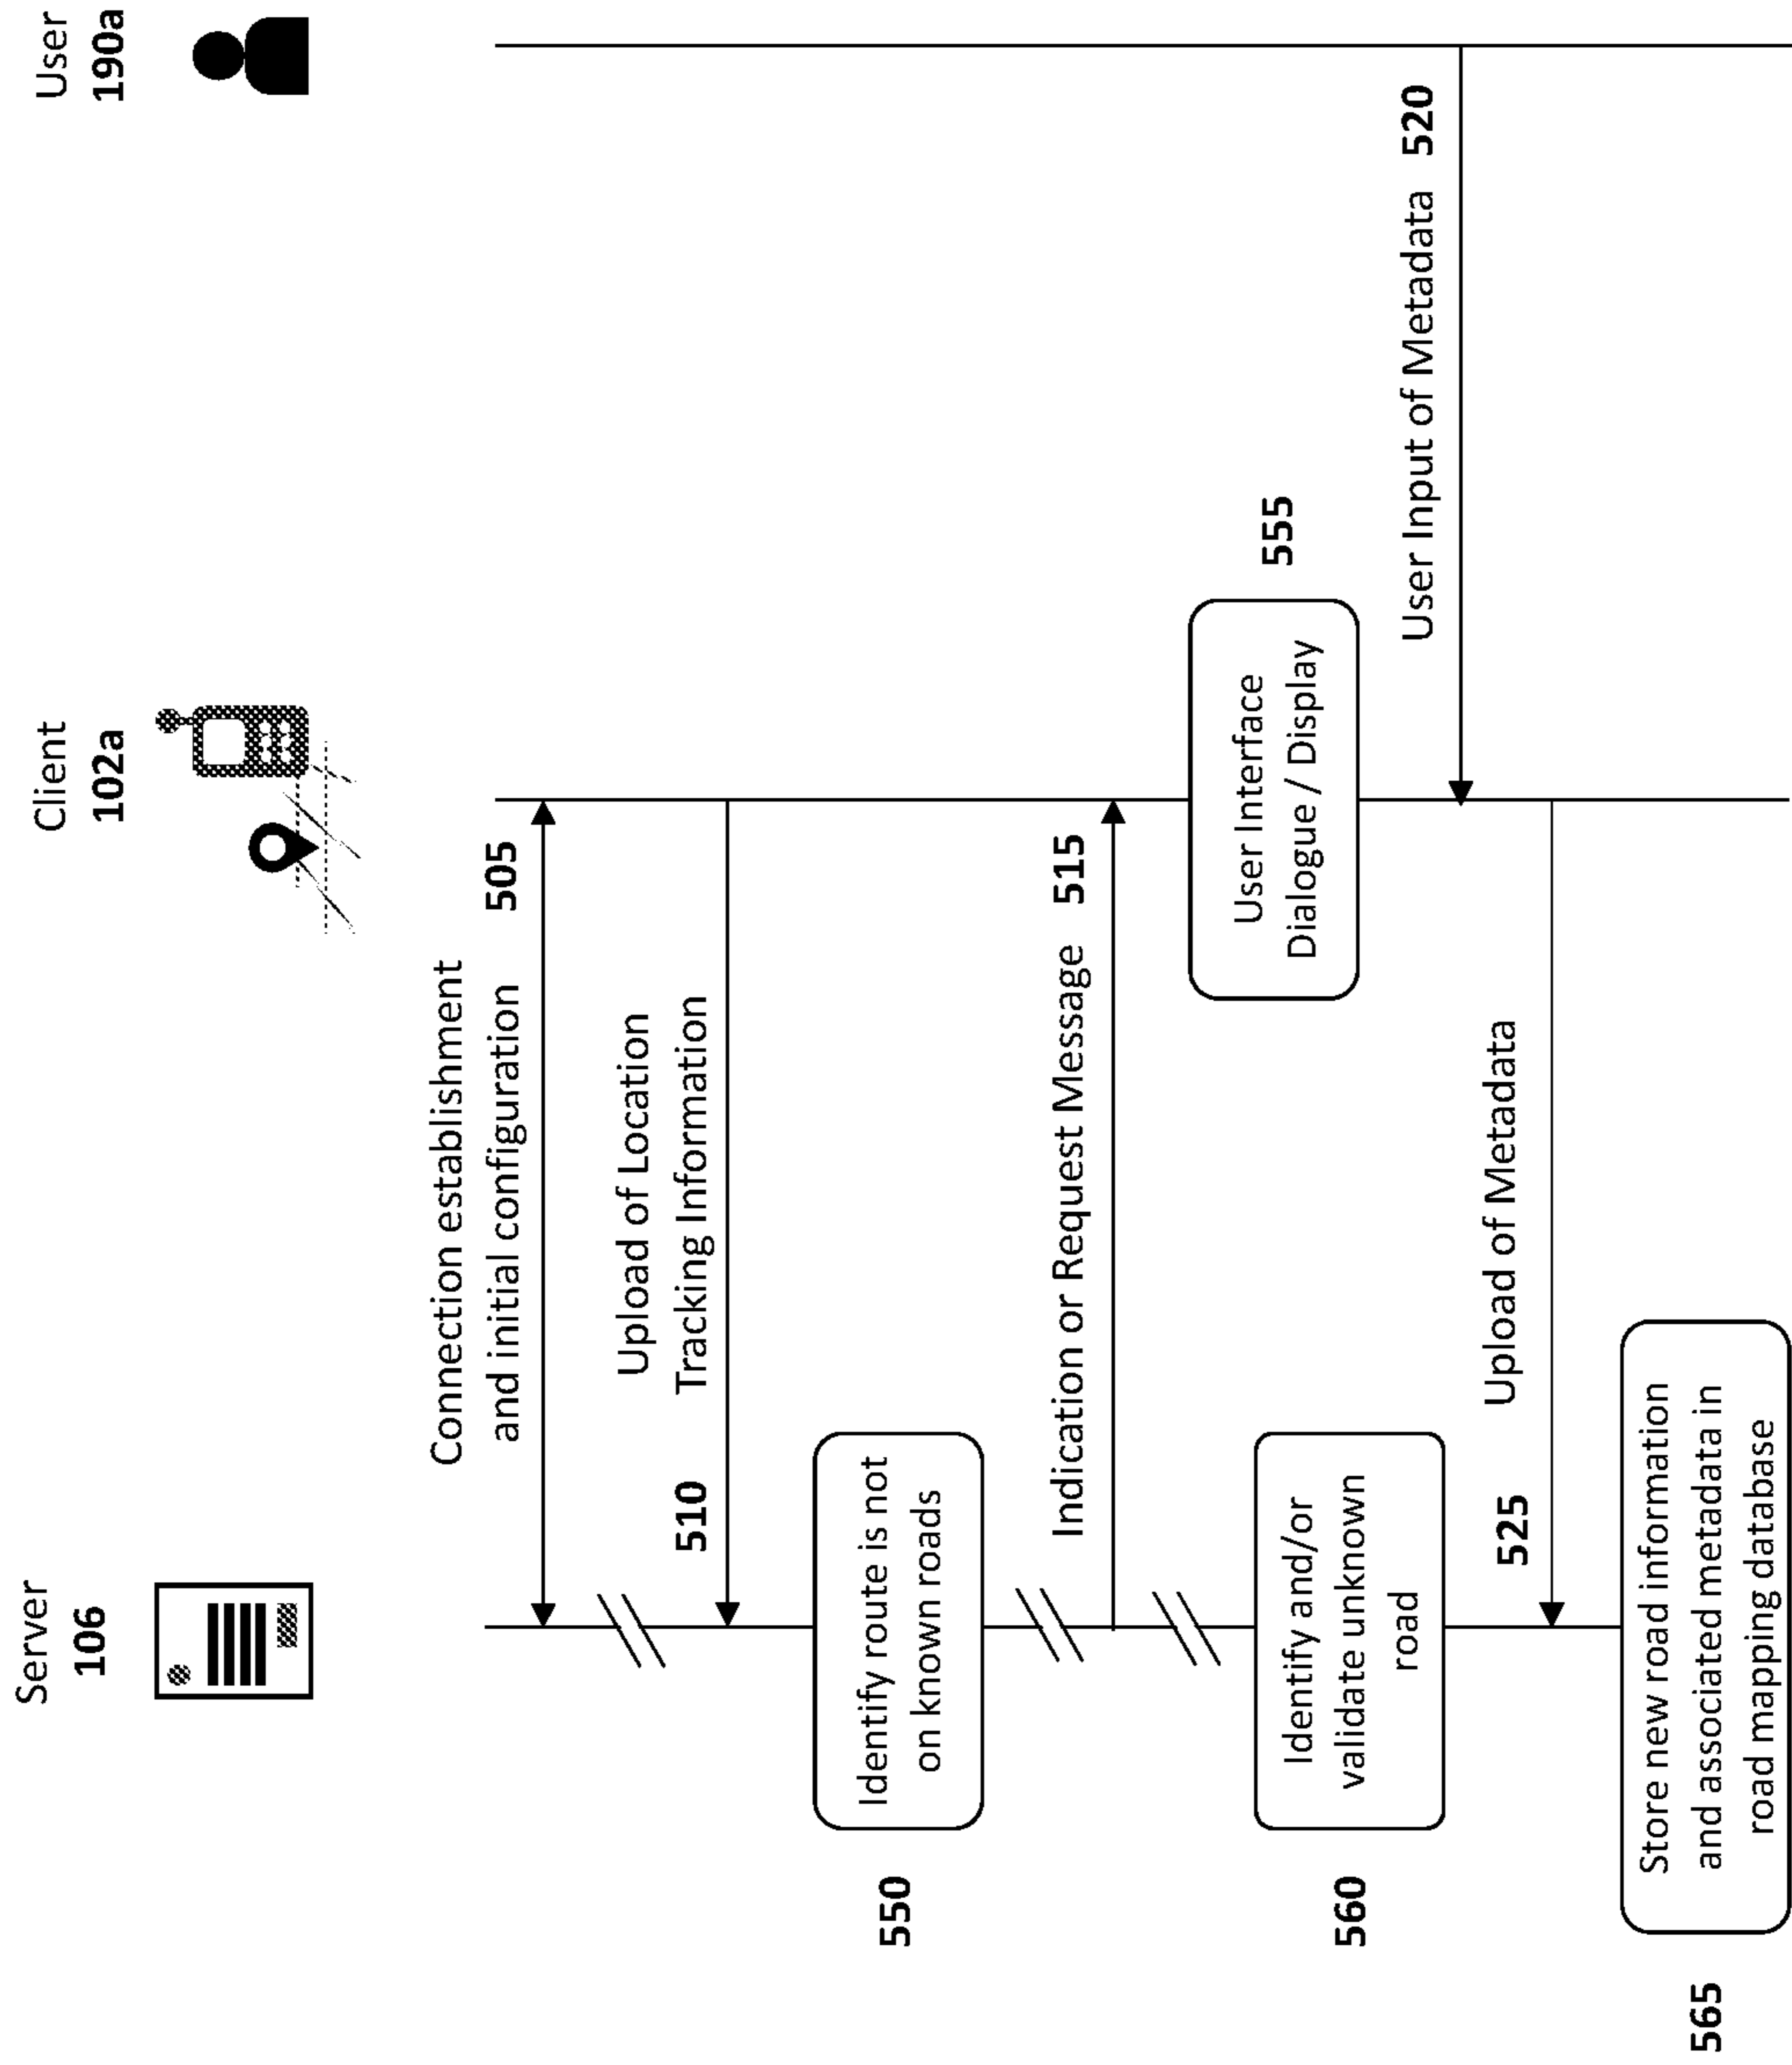 Server
106
Client
102a
User
190a
Connection establishment
and initial configuration 505
Upload of Location
510 Tracking Information
Identify route is not
on known roads
550
Indication or Request Message 515
User Interface
Dialogue / Display
555
Identify and/or
validate unknown
road
560
User Input of Metadata 520
525 Upload of Metadata
Store new road information
and associated metadata in
road mapping database
565